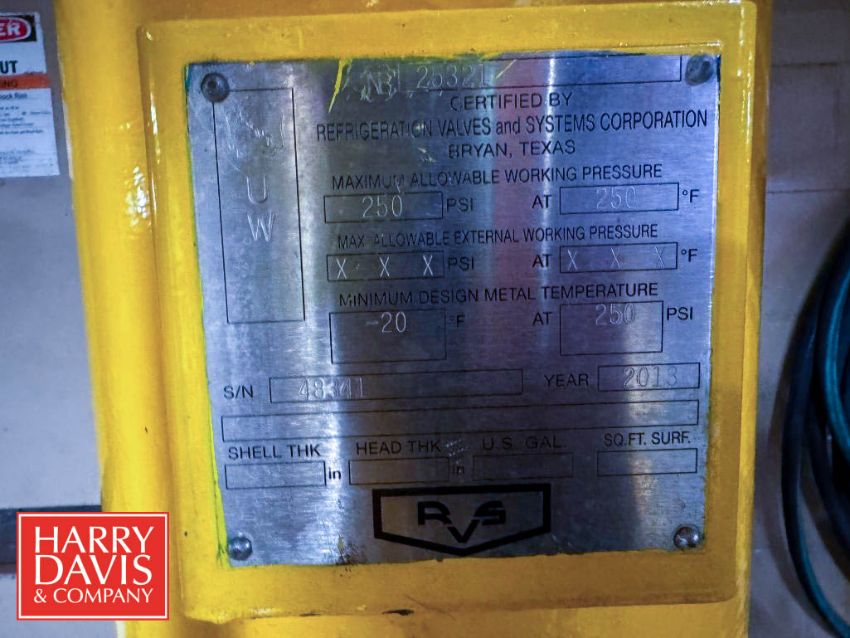 UT
NB 26321
CERTIFIED BY
REFRIGERATION VALVES and SYSTEMS CORPORATION
BRYAN, TEXAS
U
W
MAXIMUM ALLOWABLE WORKING PRESSURE
250 PSI AT 250 °F
MAX. ALLOWABLE EXTERNAL WORKING PRESSURE
X X X PSI AT X X X °F
MINIMUM DESIGN METAL TEMPERATURE
-20 °F AT 250 PSI
S/N 48341 YEAR 2013
SHELL THK in HEAD THK in U.S. GAL. SQ.FT. SURF.
RVS
HARRY
DAVIS
& COMPANY